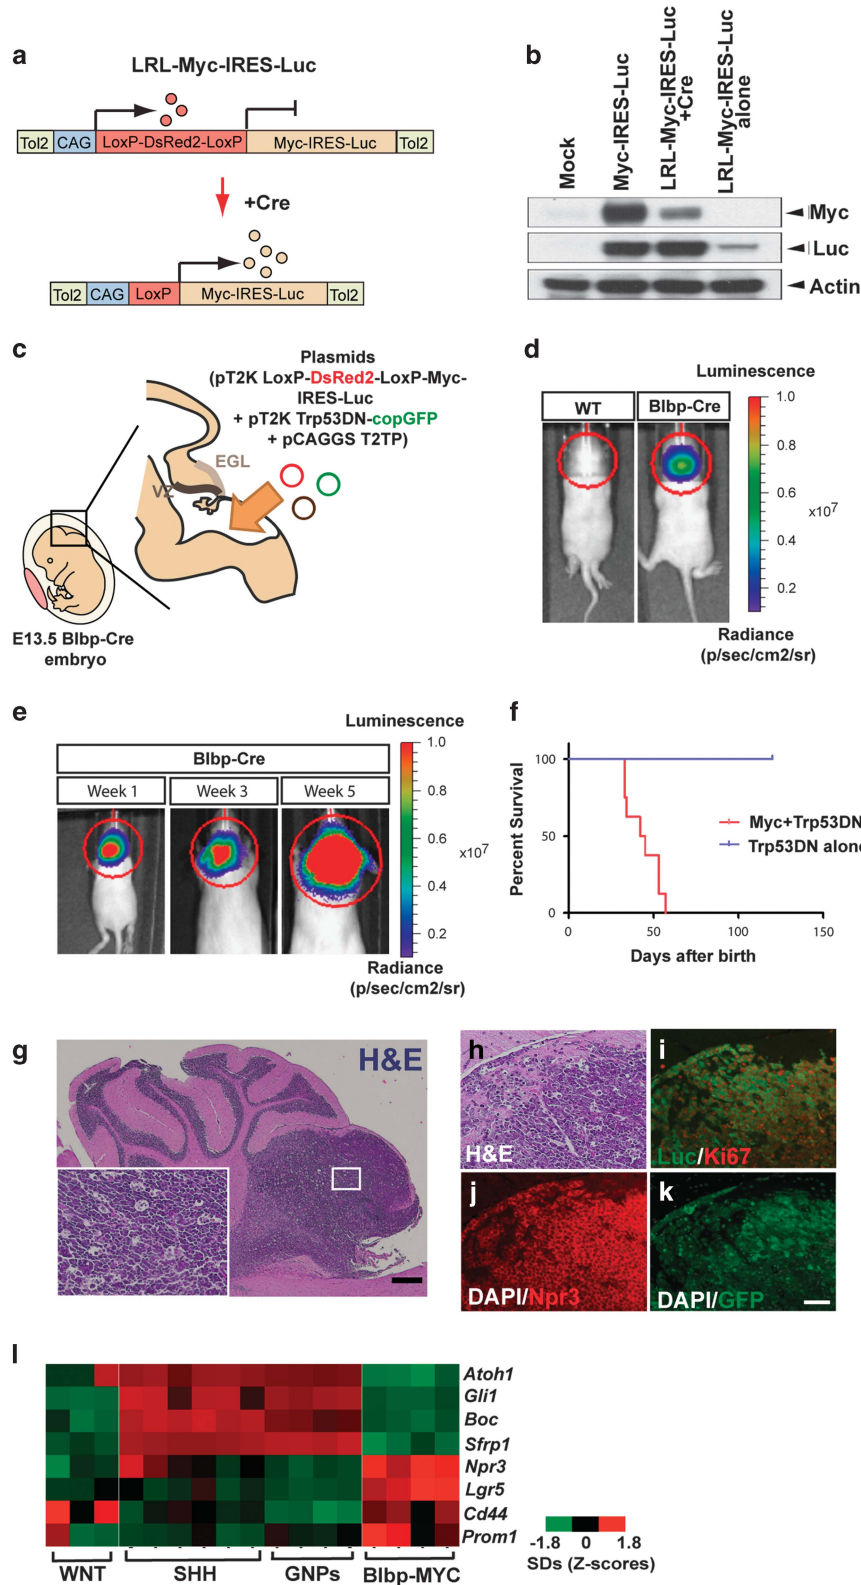 a
LRL-Myc-IRES-Luc
Tol2 CAG LoxP-DsRed2-LoxP Myc-IRES-Luc Tol2
+Cre
Tol2 CAG LoxP Myc-IRES-Luc Tol2
b
Mock
Myc-IRES-Luc
LRL-Myc-IRES-Luc
+Cre
LRL-Myc-IRES-Luc
alone
Myc
Luc
Actin
c
Plasmids
(pT2K LoxP-DsRed2-LoxP-Myc-
IRES-Luc
+ pT2K Trp53DN-copGFP
+ pCAGGS T2TP)
EGL
VZ
E13.5 Blbp-Cre
embryo
d
Luminescence
WT
Blbp-Cre
1.0
0.8
0.6
x10⁷
0.4
0.2
Radiance
(p/sec/cm2/sr)
e
Luminescence
Blbp-Cre
Week 1
Week 3
Week 5
1.0
0.8
0.6
x10⁷
0.4
0.2
Radiance
(p/sec/cm2/sr)
f
Percent Survival
100
50
0
0 50 100 150
Days after birth
Myc+Trp53DN
Trp53DN alone
g
H&E
h
H&E
i
Luc/Ki67
j
DAPI/Npr3
k
DAPI/GFP
l
Atoh1
Gli1
Boc
Sfrp1
Npr3
Lgr5
Cd44
Prom1
WNT SHH GNPs Blbp-MYC
-1.8 0 1.8
SDs (Z-scores)